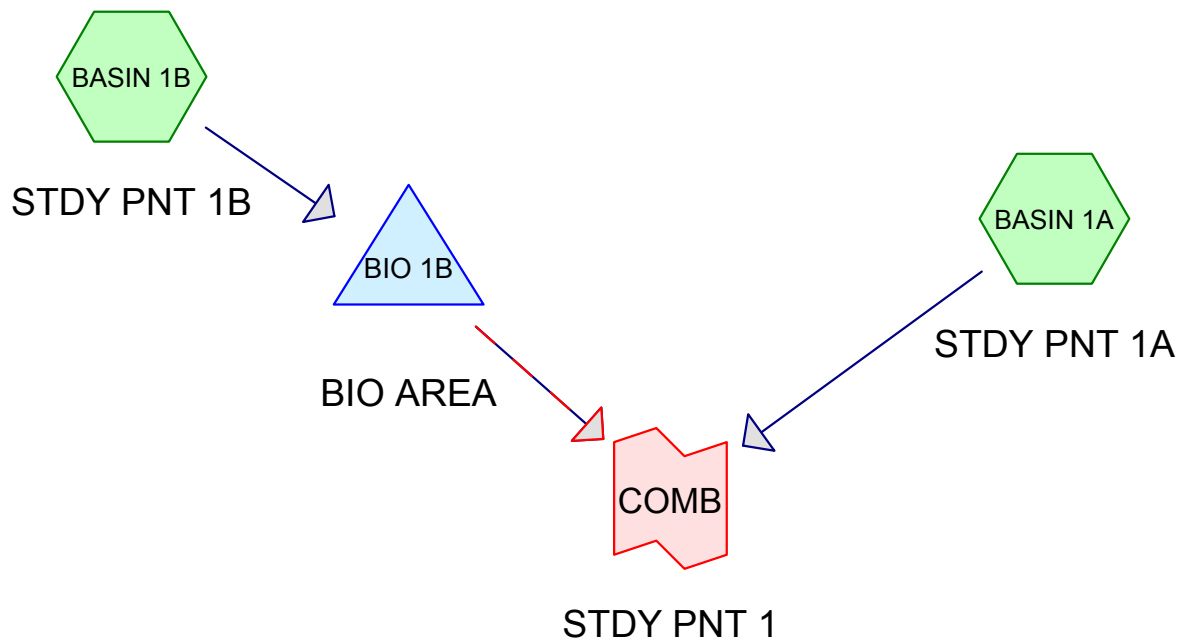 BASIN 1B
STDY PNT 1B
BASIN 1A
STDY PNT 1A
BIO 1B
BIO AREA
COMB
STDY PNT 1